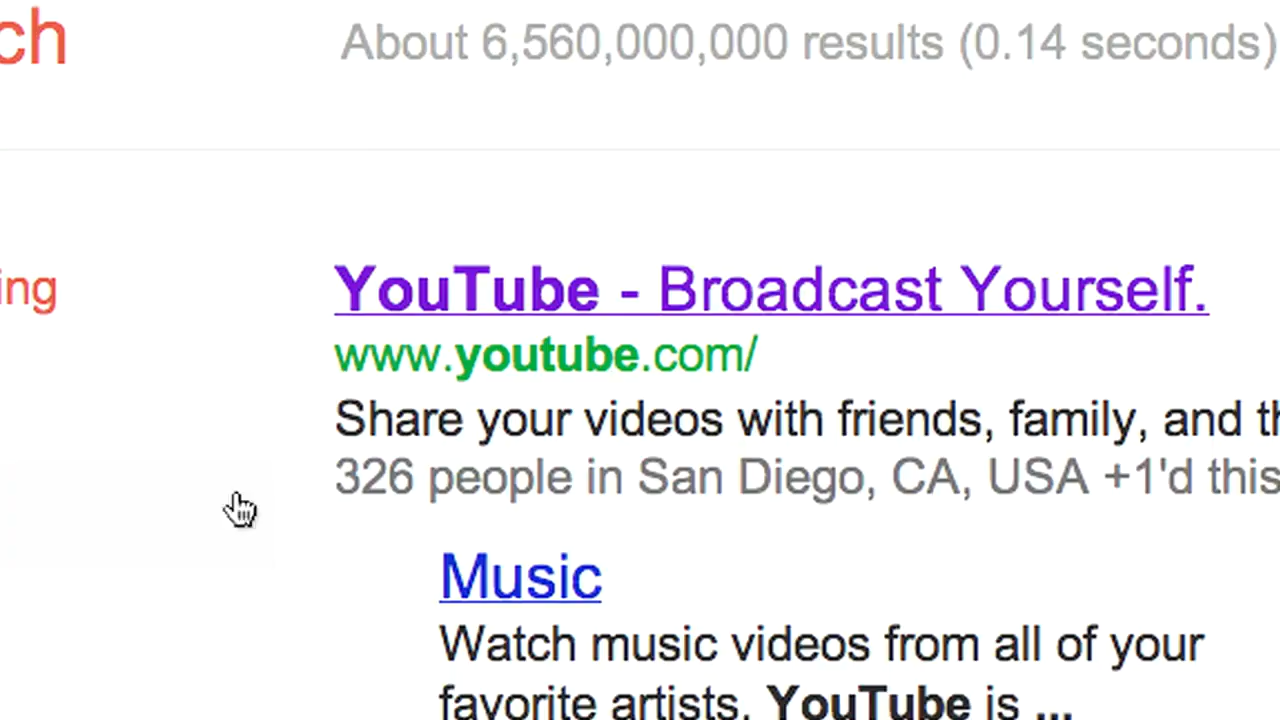 ch
About 6,560,000,000 results (0.14 seconds)
ing
YouTube - Broadcast Yourself.
www.youtube.com/
Share your videos with friends, family, and th
326 people in San Diego, CA, USA +1'd this
Music
Watch music videos from all of your
favorite artists. YouTube is ...